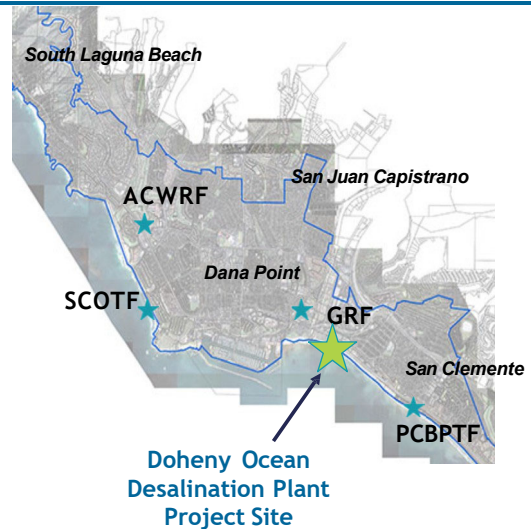 South Laguna Beach
San Juan Capistrano
ACWRF
Dana Point
SCOTF
GRF
San Clemente
PCBPTF
Doheny Ocean
Desalination Plant
Project Site